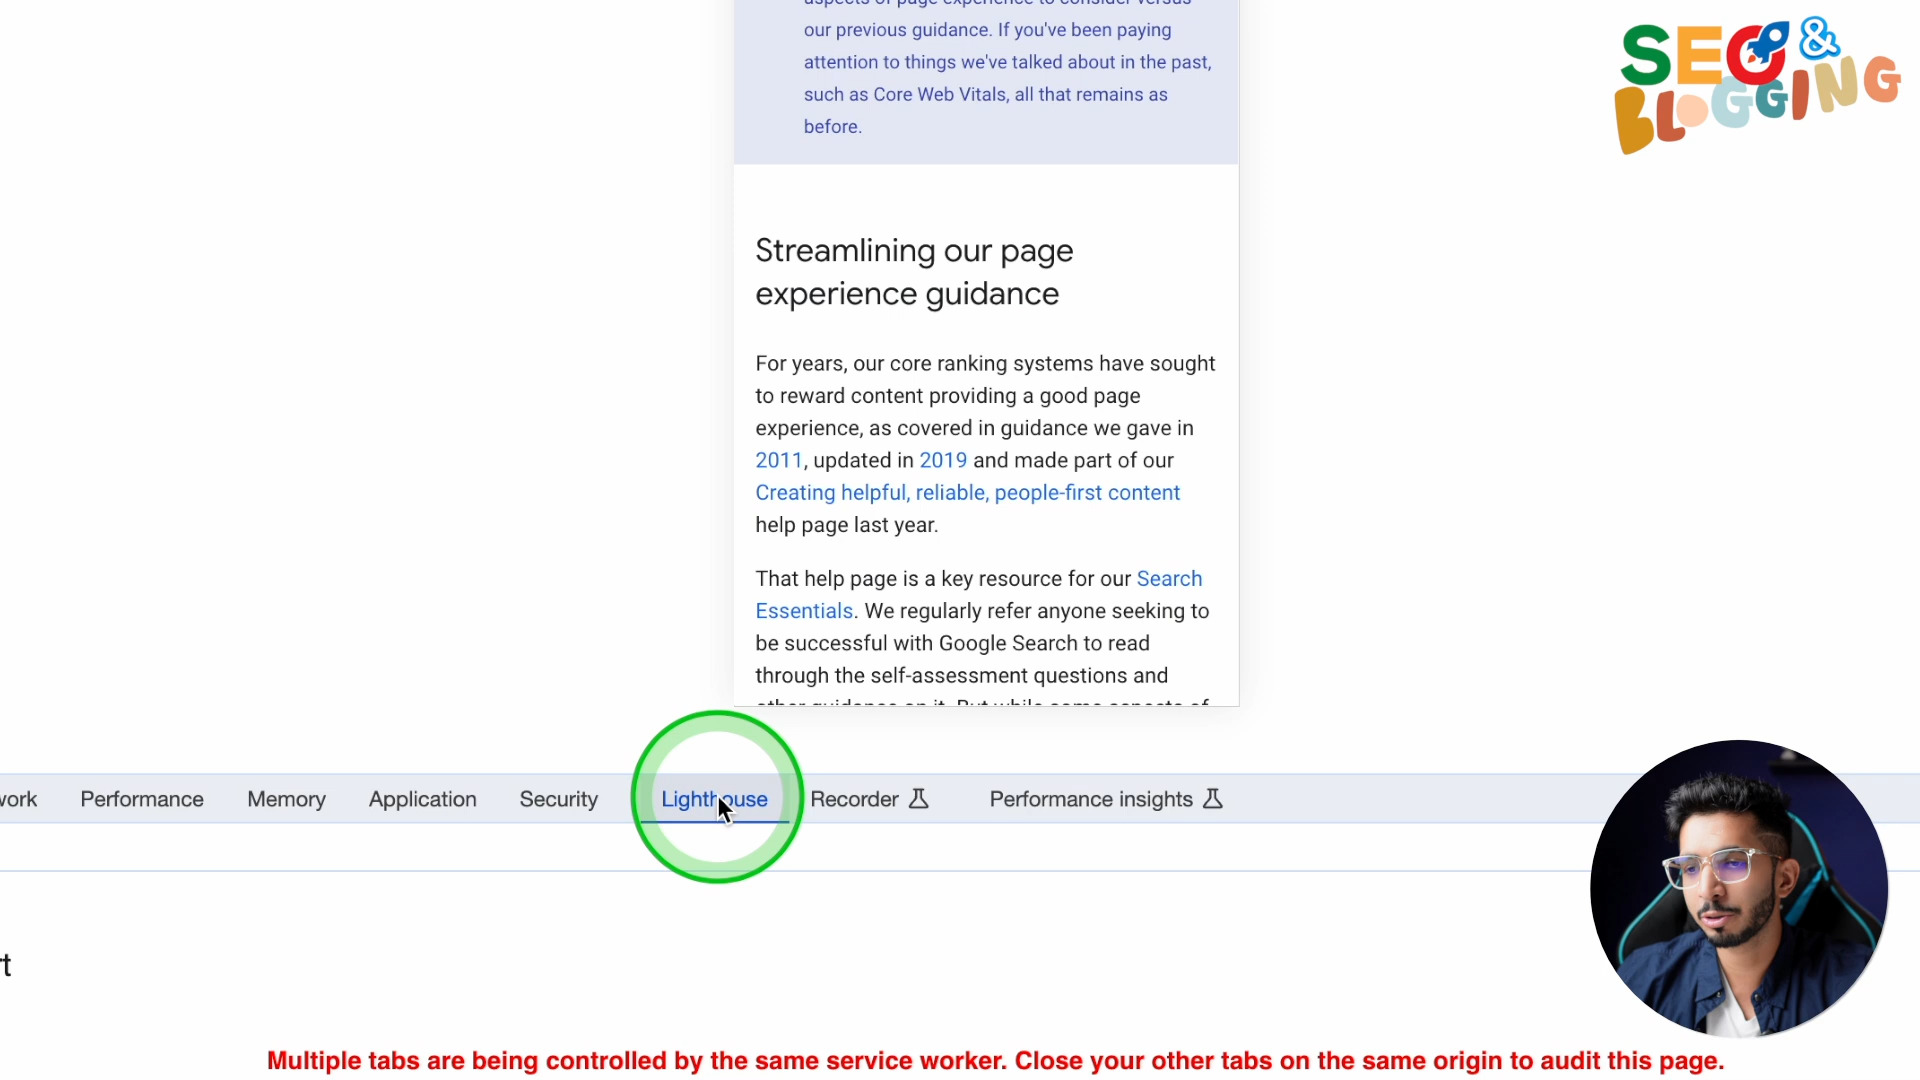 our previous guidance. If you've been paying
attention to things we've talked about in the past,
such as Core Web Vitals, all that remains as
before.
SEO &
BLOGGING
Streamlining our page
experience guidance
For years, our core ranking systems have sought
to reward content providing a good page
experience, as covered in guidance we gave in
2011, updated in 2019 and made part of our
Creating helpful, reliable, people-first content
help page last year.
That help page is a key resource for our Search
Essentials. We regularly refer anyone seeking to
be successful with Google Search to read
through the self-assessment questions and
Performance Memory Application Security Lighthouse Recorder Performance insights
Multiple tabs are being controlled by the same service worker. Close your other tabs on the same origin to audit this page.